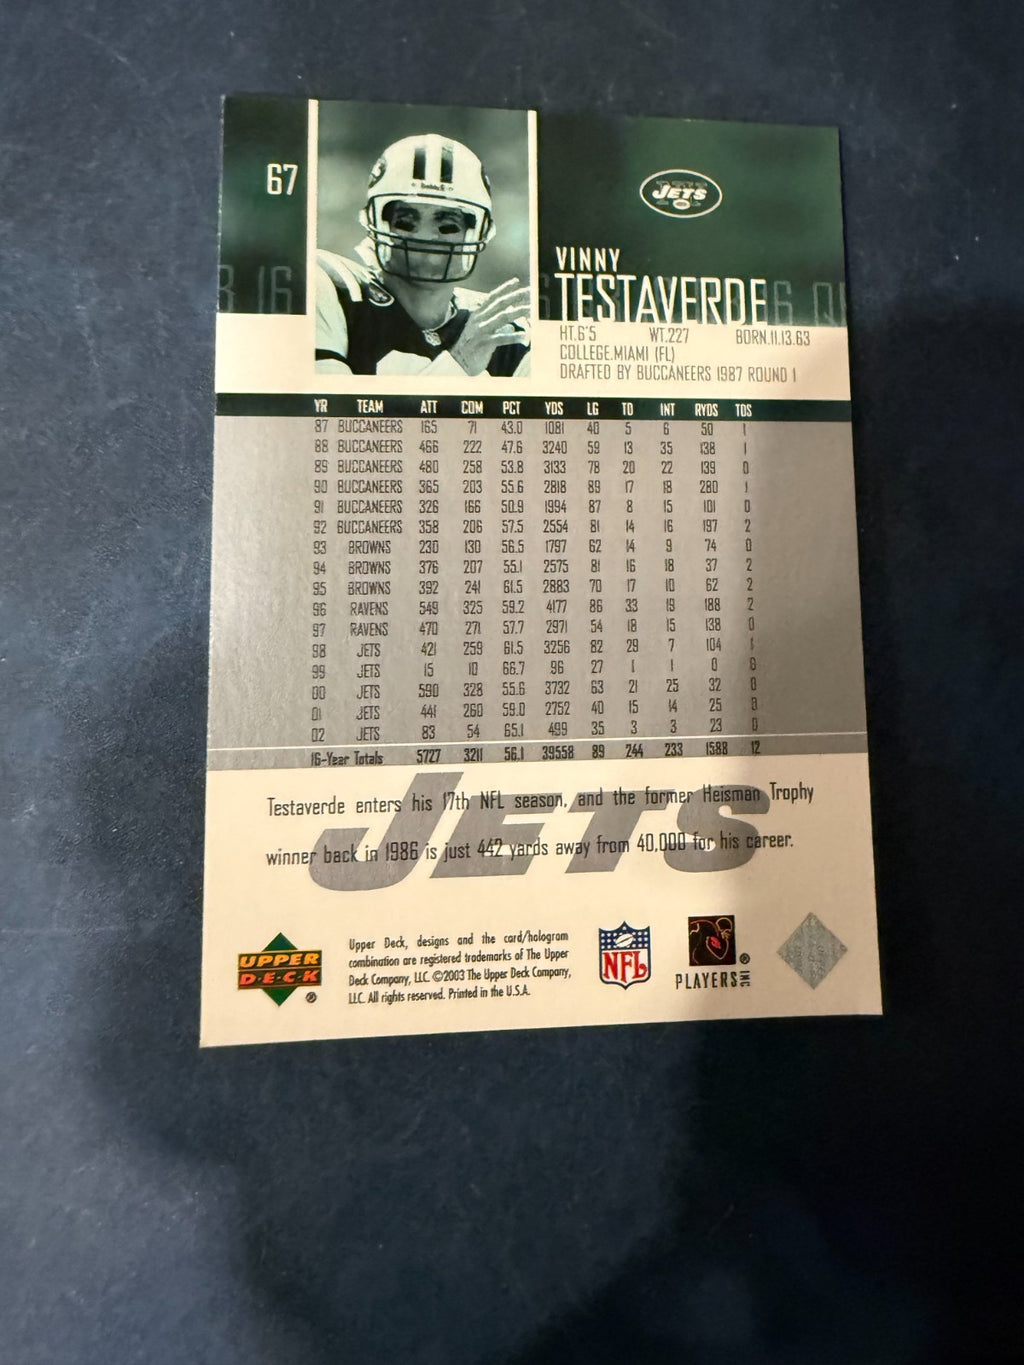 67
JETS
VINNY
TESTAVERDE
HT.6'5 WT.227 BORN.11.13.63
COLLEGE.MIAMI (FL)
DRAFTED BY BUCCANEERS 1987 ROUND 1
YR TEAM ATT COM PCT YDS LG TD INT RYDS TDS
87 BUCCANEERS 165 71 43.0 1081 40 5 6 50 1
88 BUCCANEERS 466 222 47.6 3240 59 13 35 138 1
89 BUCCANEERS 480 258 53.8 3133 78 20 22 139 0
90 BUCCANEERS 365 203 55.6 2818 89 17 18 280 1
91 BUCCANEERS 326 166 50.9 1994 87 8 15 101 0
92 BUCCANEERS 358 206 57.5 2554 81 14 16 197 2
93 BROWNS 230 130 56.5 1797 62 14 9 74 0
94 BROWNS 376 207 55.1 2575 81 16 18 37 2
95 BROWNS 392 241 61.5 2883 70 17 10 62 2
96 RAVENS 549 325 59.2 4177 86 33 19 188 2
97 RAVENS 470 271 57.7 2971 54 18 15 138 0
98 JETS 421 259 61.5 3256 82 29 7 104 1
99 JETS 15 10 66.7 96 27 1 1 0 0
00 JETS 590 328 55.6 3732 63 21 25 32 0
01 JETS 441 260 59.0 2752 40 15 14 25 0
02 JETS 83 54 65.1 499 35 3 3 23 0
16-Year Totals 5727 3211 56.1 39558 89 244 233 1588 12
JETS
Testaverde enters his 17th NFL season, and the former Heisman Trophy
winner back in 1986 is just 442 yards away from 40,000 for his career.
UPPER
D·E·C·K
®
Upper Deck, designs and the card/hologram
combination are registered trademarks of The Upper
Deck Company, LLC. ©2003 The Upper Deck Company,
LLC. All rights reserved. Printed in the U.S.A.
NFL
PLAYERS INC ®